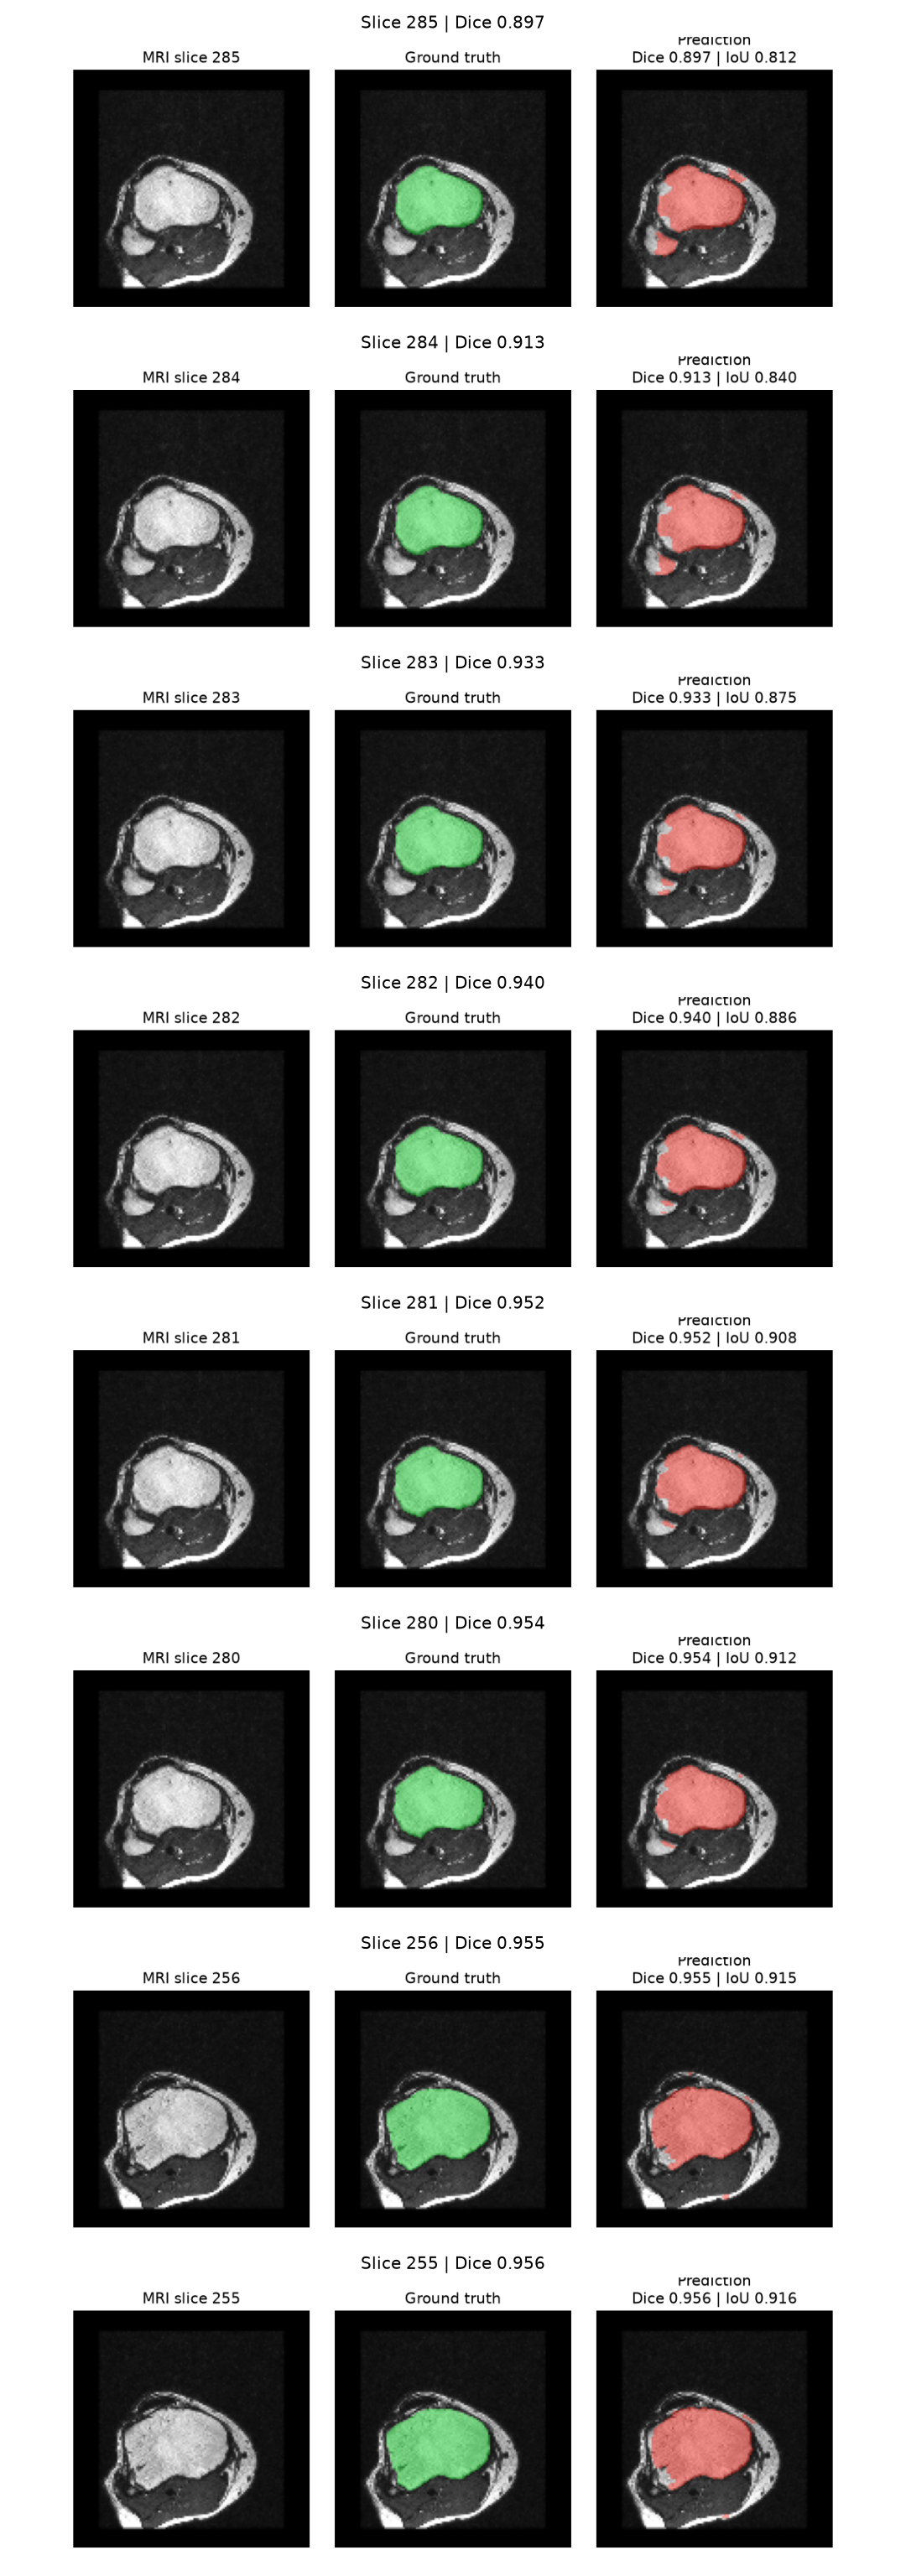 Slice 285 | Dice 0.897
MRI slice 285
Ground truth
Prediction
Dice 0.897 | IoU 0.812
Slice 284 | Dice 0.913
MRI slice 284
Ground truth
Prediction
Dice 0.913 | IoU 0.840
Slice 283 | Dice 0.933
MRI slice 283
Ground truth
Prediction
Dice 0.933 | IoU 0.875
Slice 282 | Dice 0.940
MRI slice 282
Ground truth
Prediction
Dice 0.940 | IoU 0.886
Slice 281 | Dice 0.952
MRI slice 281
Ground truth
Prediction
Dice 0.952 | IoU 0.908
Slice 280 | Dice 0.954
MRI slice 280
Ground truth
Prediction
Dice 0.954 | IoU 0.912
Slice 256 | Dice 0.955
MRI slice 256
Ground truth
Prediction
Dice 0.955 | IoU 0.915
Slice 255 | Dice 0.956
MRI slice 255
Ground truth
Prediction
Dice 0.956 | IoU 0.916